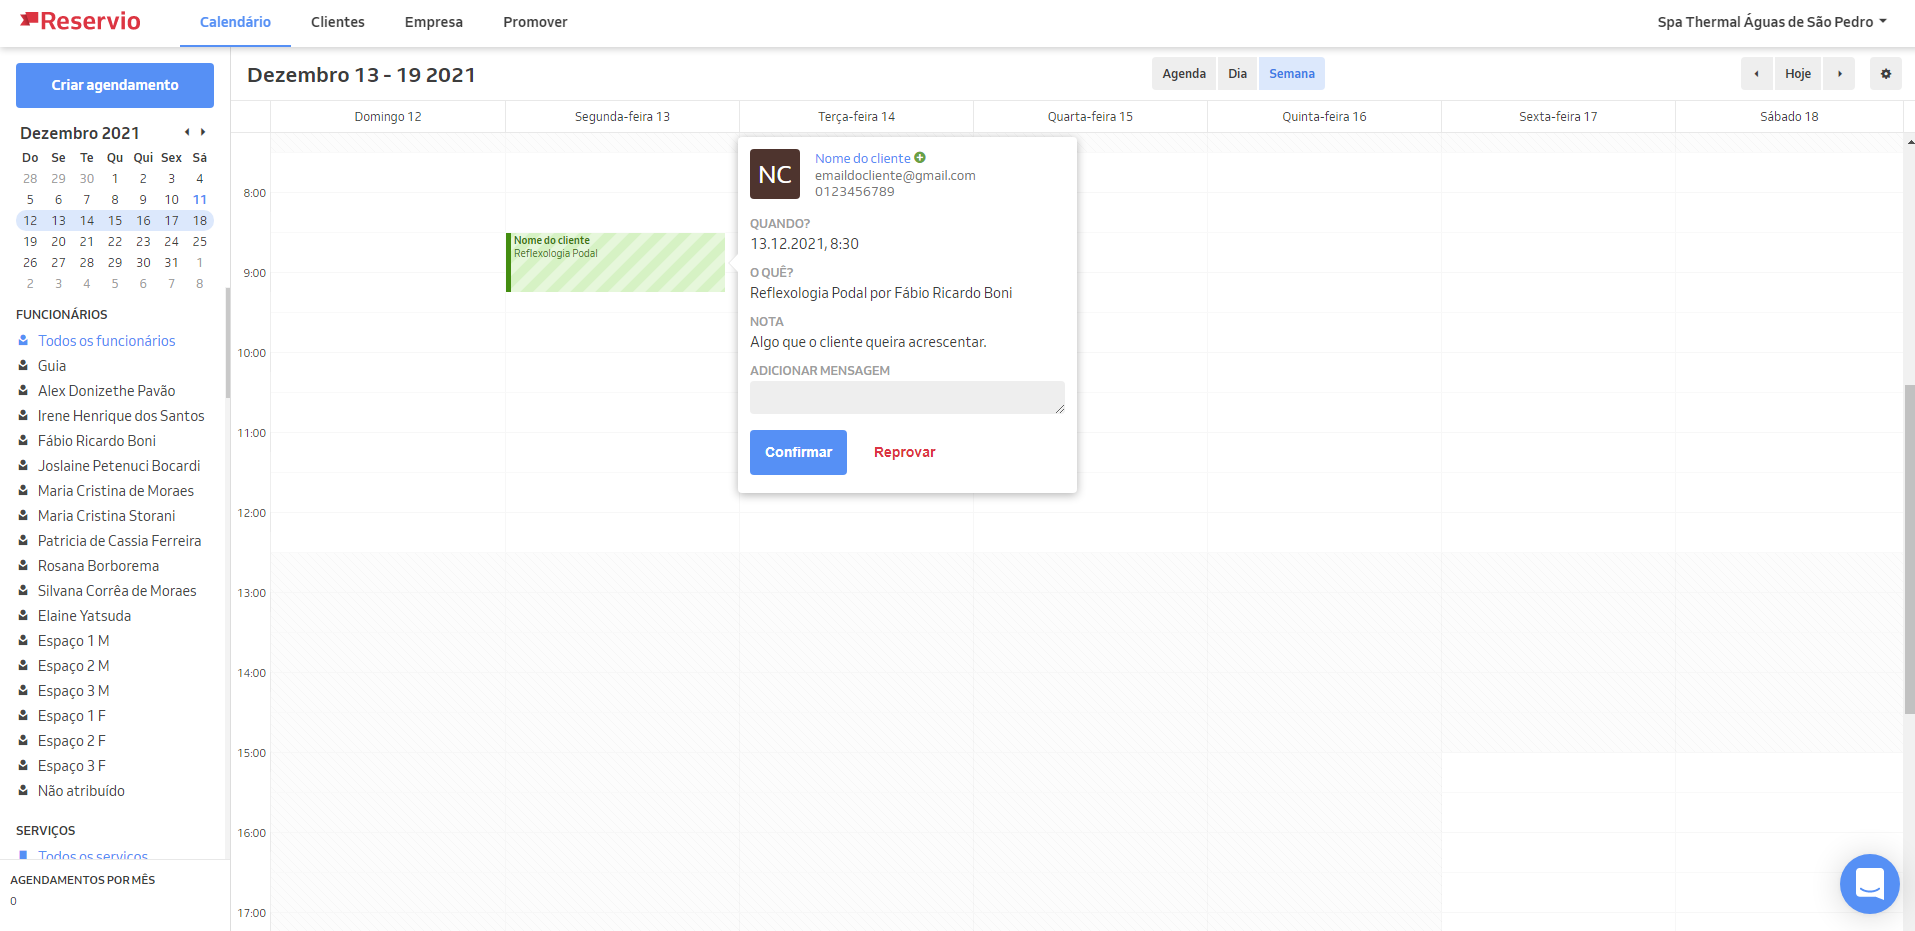 Reservio
Calendário
Clientes
Empresa
Promover
Spa Thermal Águas de São Pedro
Criar agendamento
Dezembro 2021
Do Se Te Qu Qui Sex Sá
28 29 30 1 2 3 4
5 6 7 8 9 10 11
12 13 14 15 16 17 18
19 20 21 22 23 24 25
26 27 28 29 30 31 1
2 3 4 5 6 7 8
FUNCIONÁRIOS
Todos os funcionários
Guia
Alex Donizethe Pavão
Irene Henrique dos Santos
Fábio Ricardo Boni
Joslaine Petenuci Bocardi
Maria Cristina de Moraes
Maria Cristina Storani
Patricia de Cassia Ferreira
Rosana Borborema
Silvana Corrêa de Moraes
Elaine Yatsuda
Espaço 1 M
Espaço 2 M
Espaço 3 M
Espaço 1 F
Espaço 2 F
Espaço 3 F
Não atribuído
SERVIÇOS
Todos os serviços
AGENDAMENTOS POR MÊS
0
Dezembro 13 - 19 2021
Agenda
Dia
Semana
Hoje
Domingo 12
Segunda-feira 13
Terça-feira 14
Quarta-feira 15
Quinta-feira 16
Sexta-feira 17
Sábado 18
8:00
9:00
10:00
11:00
12:00
13:00
14:00
15:00
16:00
17:00
Nome do cliente
Reflexologia Podal
NC
Nome do cliente
emaildocliente@gmail.com
0123456789
QUANDO?
13.12.2021, 8:30
O QUÊ?
Reflexologia Podal por Fábio Ricardo Boni
NOTA
Algo que o cliente queira acrescentar.
ADICIONAR MENSAGEM
Confirmar
Reprovar